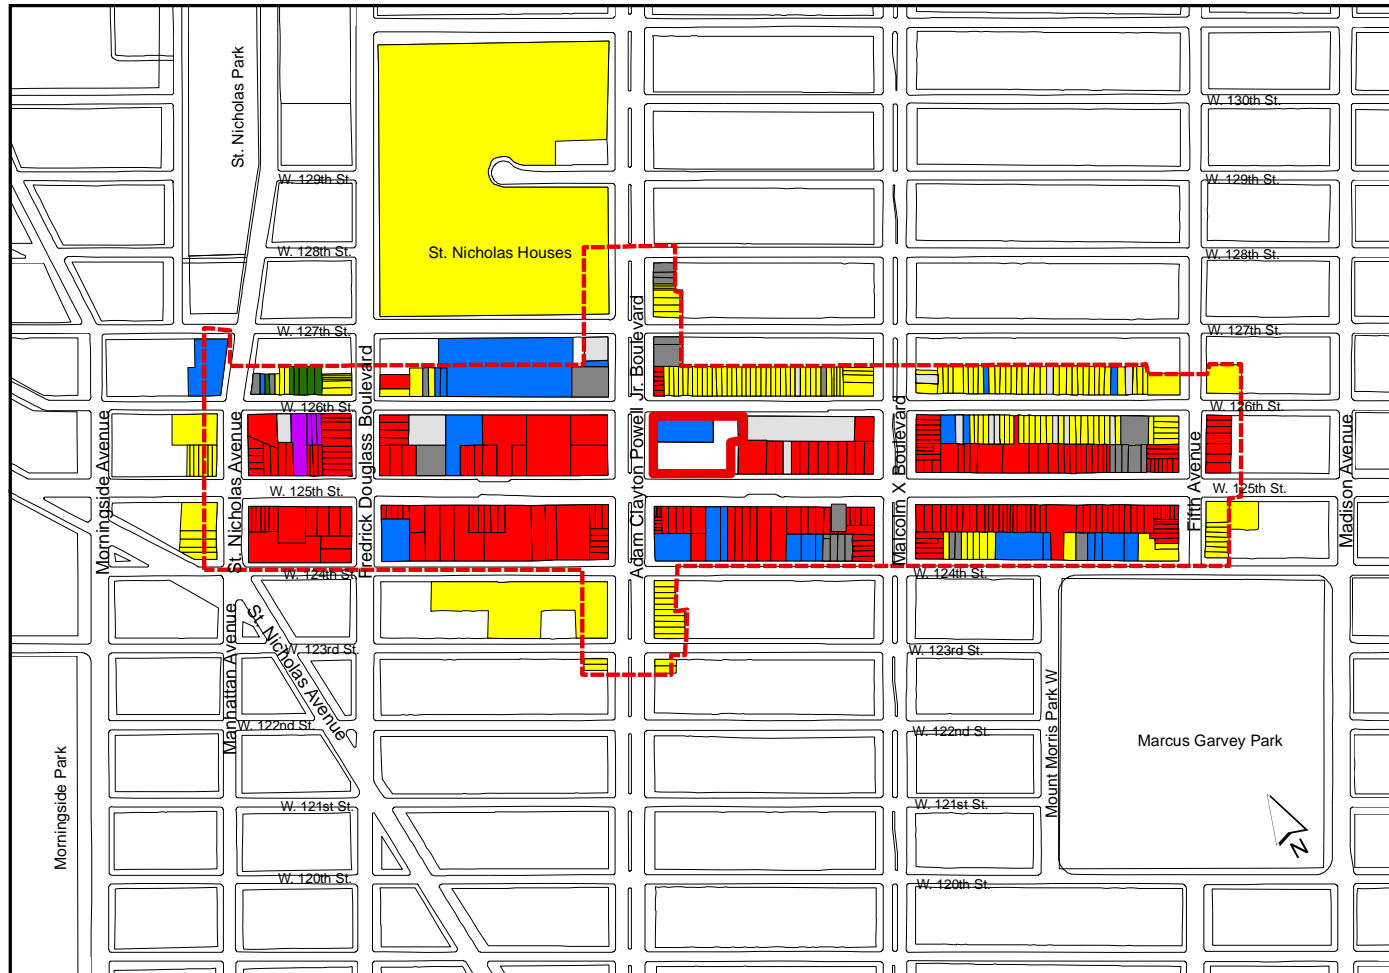 St. Nicholas Park
W. 130th St.
W. 129th St.
W. 129th St.
W. 128th St.
St. Nicholas Houses
W. 128th St.
W. 127th St.
W. 127th St.
W. 126th St.
W. 126th St.
W. 125th St.
W. 125th St.
Morningside Avenue
St. Nicholas Avenue
Fredrick Douglass Boulevard
Adam Clayton Powell Jr. Boulevard
Malcolm X Boulevard
Fifth Avenue
Madison Avenue
W. 124th St.
W. 124th St.
Manhattan Avenue
St. Nicholas Avenue
W. 123rd St.
W. 123rd St.
W. 122nd St.
W. 122nd St.
Mount Morris Park W
Marcus Garvey Park
Morningside Park
W. 121st St.
W. 121st St.
N
W. 120th St.
W. 120th St.